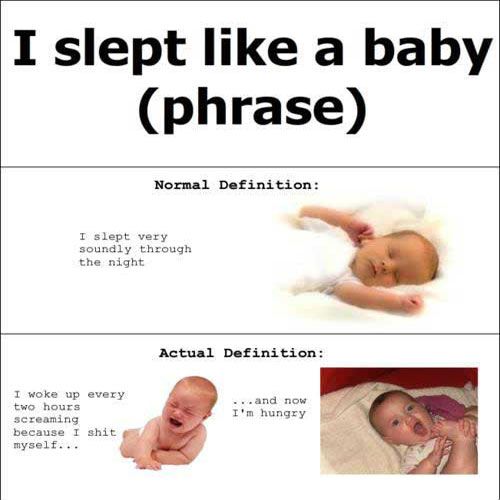 I slept like a baby
(phrase)
Normal Definition:
I slept very
soundly through
the night
Actual Definition:
I woke up every
two hours
screaming
because I shit
myself...
...and now
I'm hungry